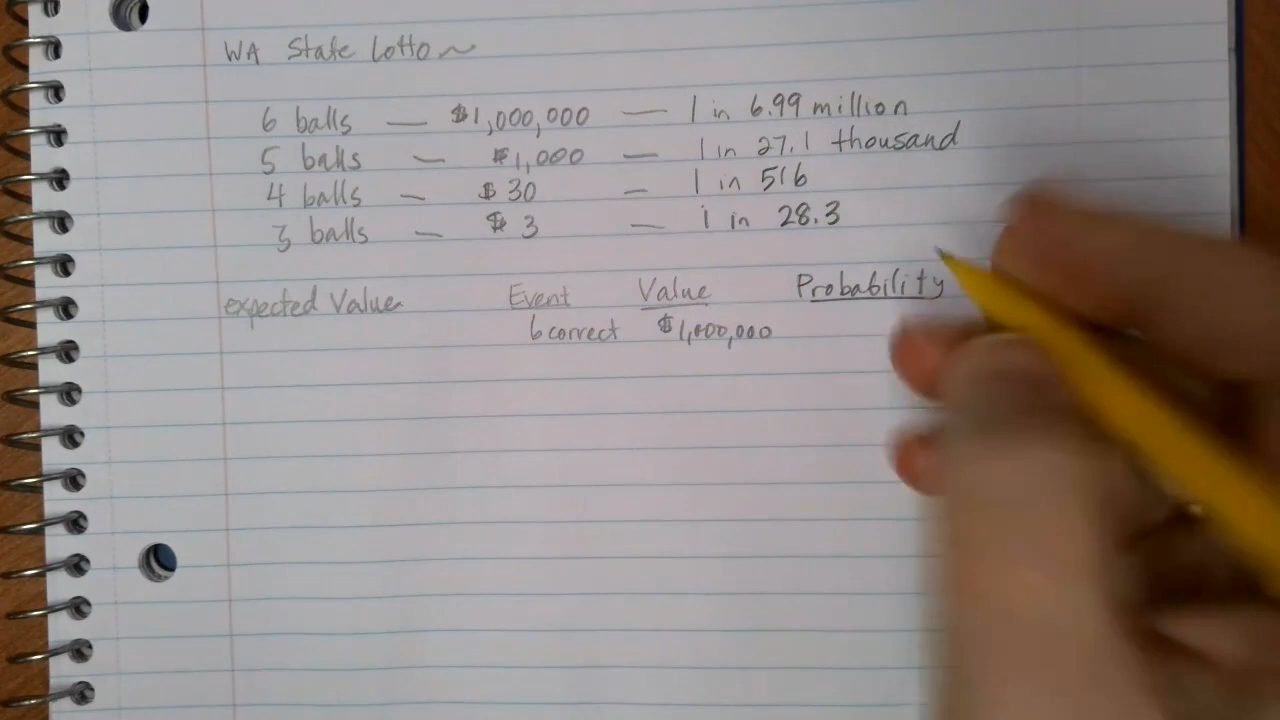 WA State Lotto ~
6 balls — $1,000,000 — 1 in 6.99 million
5 balls — $1,000 — 1 in 27.1 thousand
4 balls — $30 — 1 in 516
3 balls — $3 — 1 in 28.3
expected Value Event Value Probability
6 correct $1,000,000